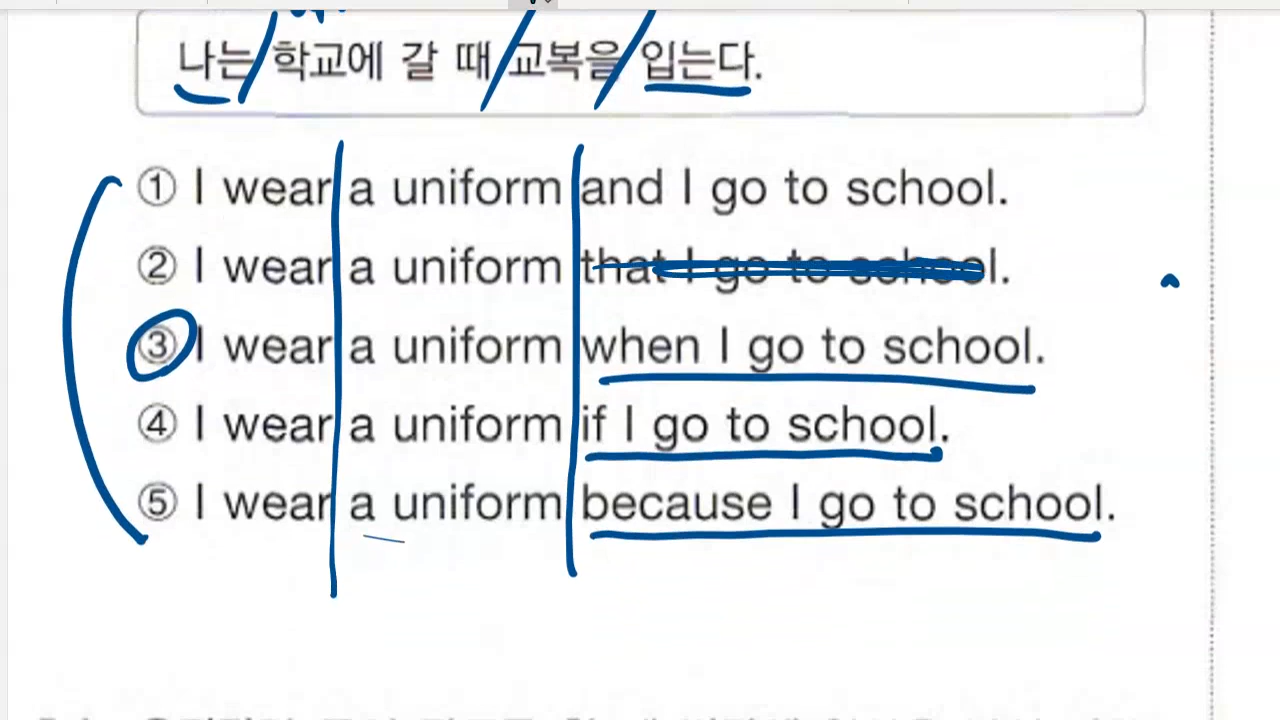 나는 학교에 갈 때 교복을 입는다.
① I wear a uniform and I go to school.
② I wear a uniform that I go to school.
③ I wear a uniform when I go to school.
④ I wear a uniform if I go to school.
⑤ I wear a uniform because I go to school.